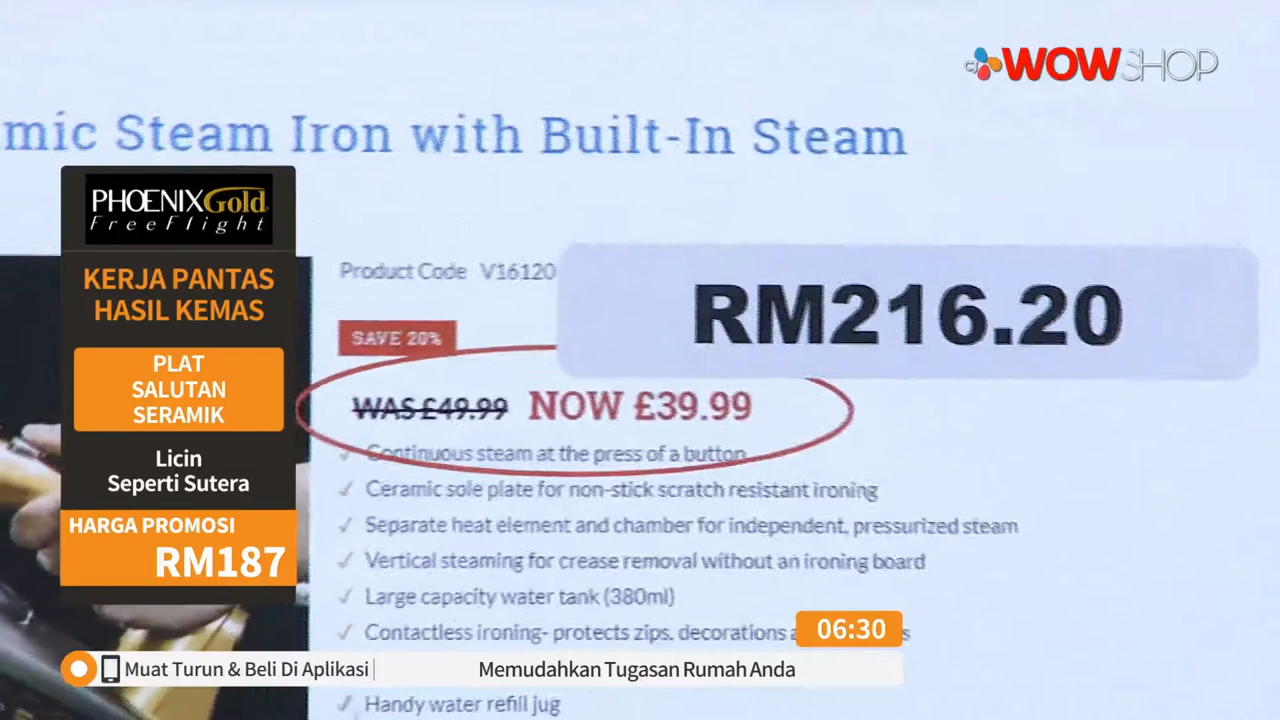 CJ WOWSHOP
mic Steam Iron with Built-In Steam
PHOENIXGold
FreeFlight
KERJA PANTAS
HASIL KEMAS
PLAT
SALUTAN
SERAMIK
Licin
Seperti Sutera
HARGA PROMOSI
RM187
Product Code V16120
RM216.20
SAVE 20%
WAS £49.99 NOW £39.99
✓ Continuous steam at the press of a button
✓ Ceramic sole plate for non-stick scratch resistant ironing
✓ Separate heat element and chamber for independent, pressurized steam
✓ Vertical steaming for crease removal without an ironing board
✓ Large capacity water tank (380ml)
✓ Contactless ironing- protects zips, decorations
06:30
Muat Turun & Beli Di Aplikasi | Memudahkan Tugasan Rumah Anda
✓ Handy water refill jug